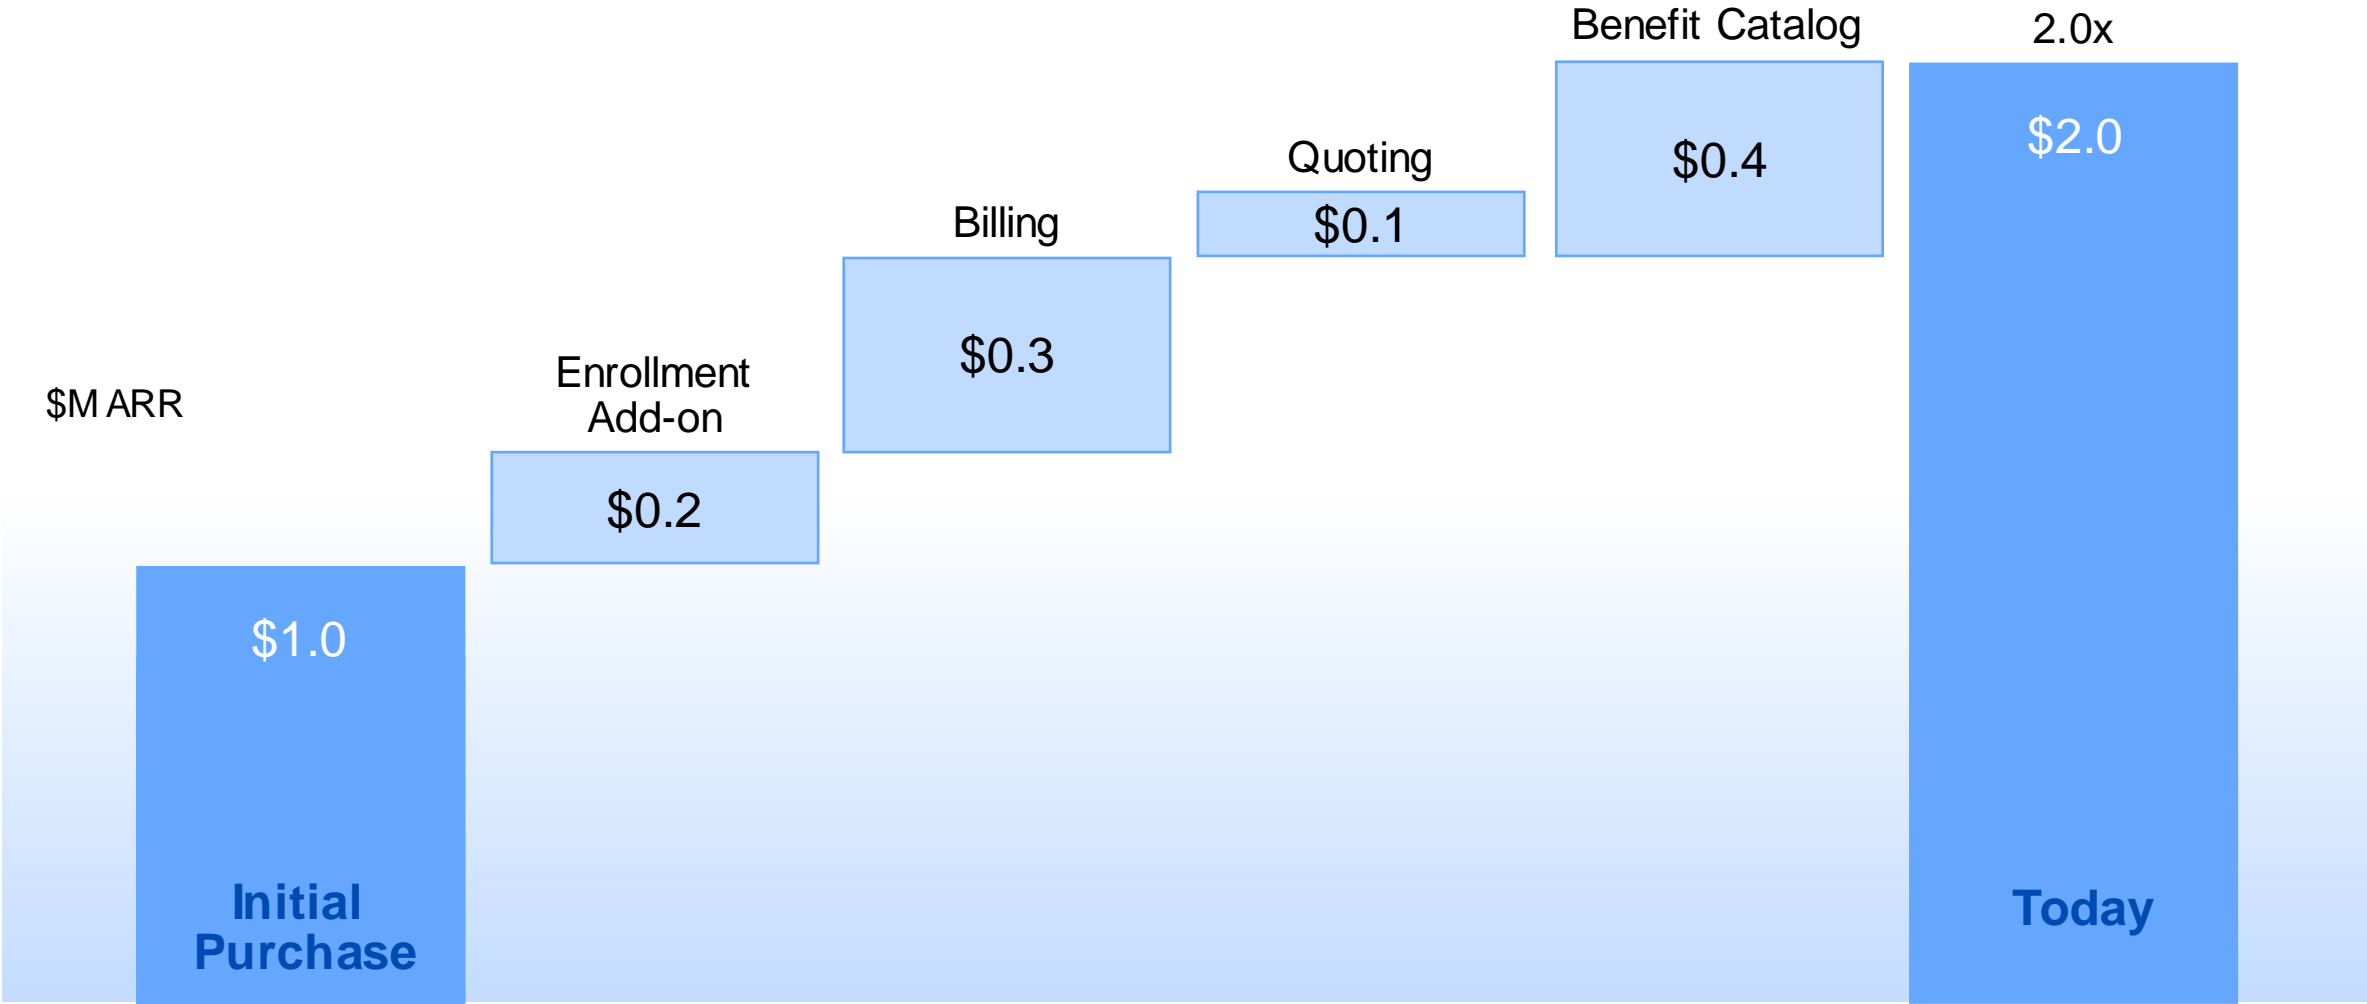 Benefit Catalog
2.0x
$2.0
Quoting
$0.4
$0.1
Billing
$0.3
Enrollment
Add-on
$M ARR
$0.2
$1.0
Initial
Purchase
Today